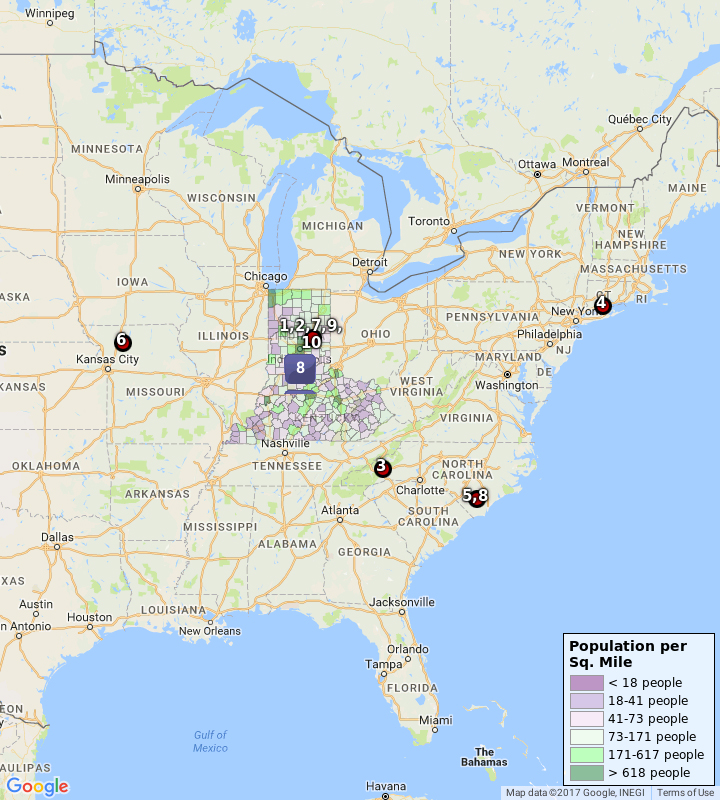 Winnipeg
Québec City
MINNESOTA
Ottawa
Montreal
Minneapolis
MAINE
WISCONSIN
VERMONT
Toronto
MICHIGAN
NEW
HAMPSHIRE
NEW YORK
Detroit
MASSACHUSETTS
Chicago
IOWA
ASKA
CT
RI
4
1,2,7,9,
10
New York
PENNSYLVANIA
ILLINOIS
OHIO
Philadelphia
6
s
NJ
Kansas City
MARYLAND
8
DE
WEST
VIRGINIA
Washington
KANSAS
MISSOURI
KENTUCKY
VIRGINIA
Nashville
OKLAHOMA
TENNESSEE
3
NORTH
CAROLINA
ARKANSAS
Charlotte
5,8
Atlanta
SOUTH
CAROLINA
MISSISSIPPI
Dallas
ALABAMA
GEORGIA
XAS
Austin
LOUISIANA
Jacksonville
Houston
n Antonio
New Orleans
Orlando
Tampa
FLORIDA
EON
Miami
Gulf of
Mexico
The
Bahamas
AULIPAS
Havana
Population per
Sq. Mile
< 18 people
18-41 people
41-73 people
73-171 people
171-617 people
> 618 people
Google
Map data ©2017 Google, INEGI
Terms of Use